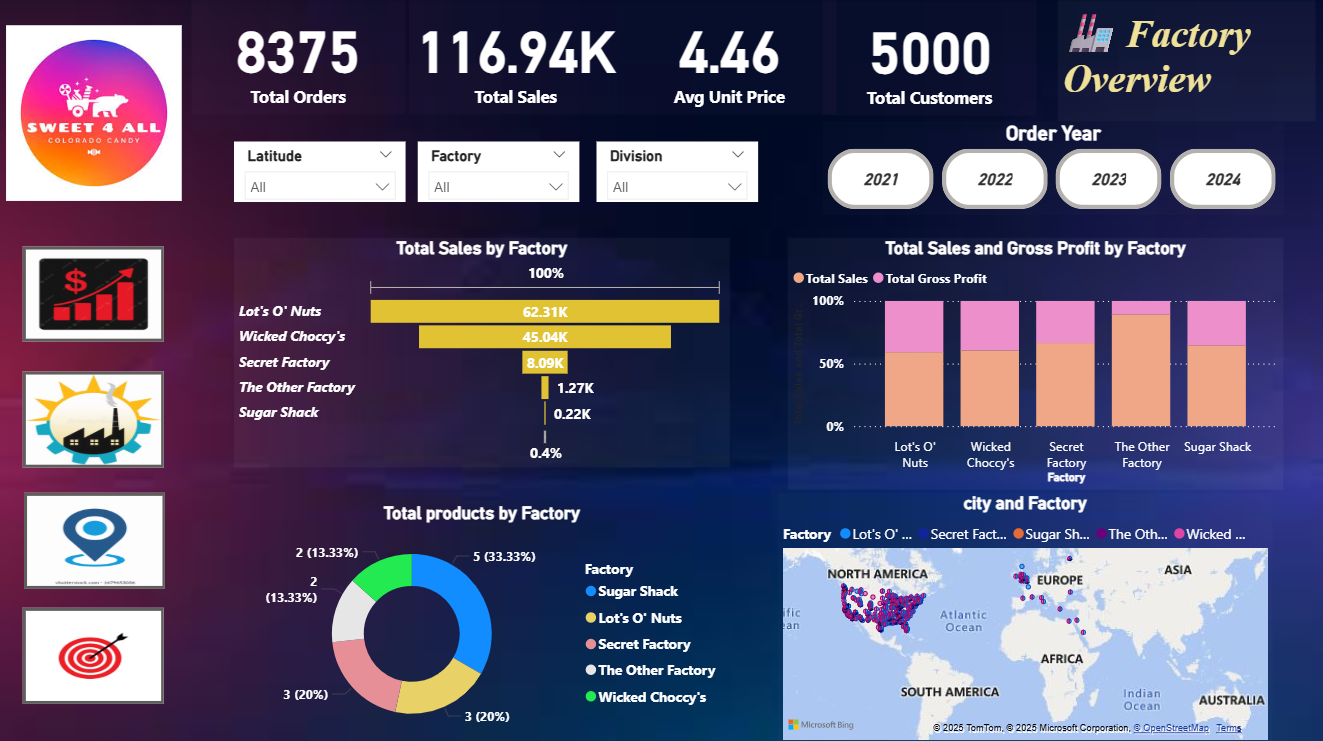 SWEET 4 ALL
COLORADO CANDY
8375
Total Orders
116.94K
Total Sales
4.46
Avg Unit Price
5000
Total Customers
Factory
Overview
Latitude
All
Factory
All
Division
All
Order Year
2021
2022
2023
2024
Total Sales by Factory
100%
Lot's O' Nuts
62.31K
Wicked Choccy's
45.04K
Secret Factory
8.09K
The Other Factory
1.27K
Sugar Shack
0.22K
0.4%
Total Sales and Gross Profit by Factory
Total Sales
Total Gross Profit
100%
50%
0%
Lot's O'
Nuts
Wicked
Choccy's
Secret
Factory
The Other
Factory
Sugar Shack
Factory
Total products by Factory
2 (13.33%)
5 (33.33%)
2
(13.33%)
3 (20%)
3 (20%)
Factory
Sugar Shack
Lot's O' Nuts
Secret Factory
The Other Factory
Wicked Choccy's
city and Factory
Factory
Lot's O' ...
Secret Fact...
Sugar Sh...
The Oth...
Wicked ...
NORTH AMERICA
EUROPE
ASIA
Atlantic
Ocean
AFRICA
SOUTH AMERICA
Indian
Ocean
AUSTRALIA
Microsoft Bing
© 2025 TomTom, © 2025 Microsoft Corporation, © OpenStreetMap Terms